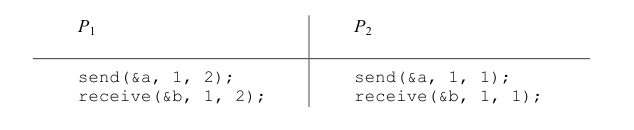 P1 P2
send(&a, 1, 2); send(&a, 1, 1);
receive(&b, 1, 2); receive(&b, 1, 1);